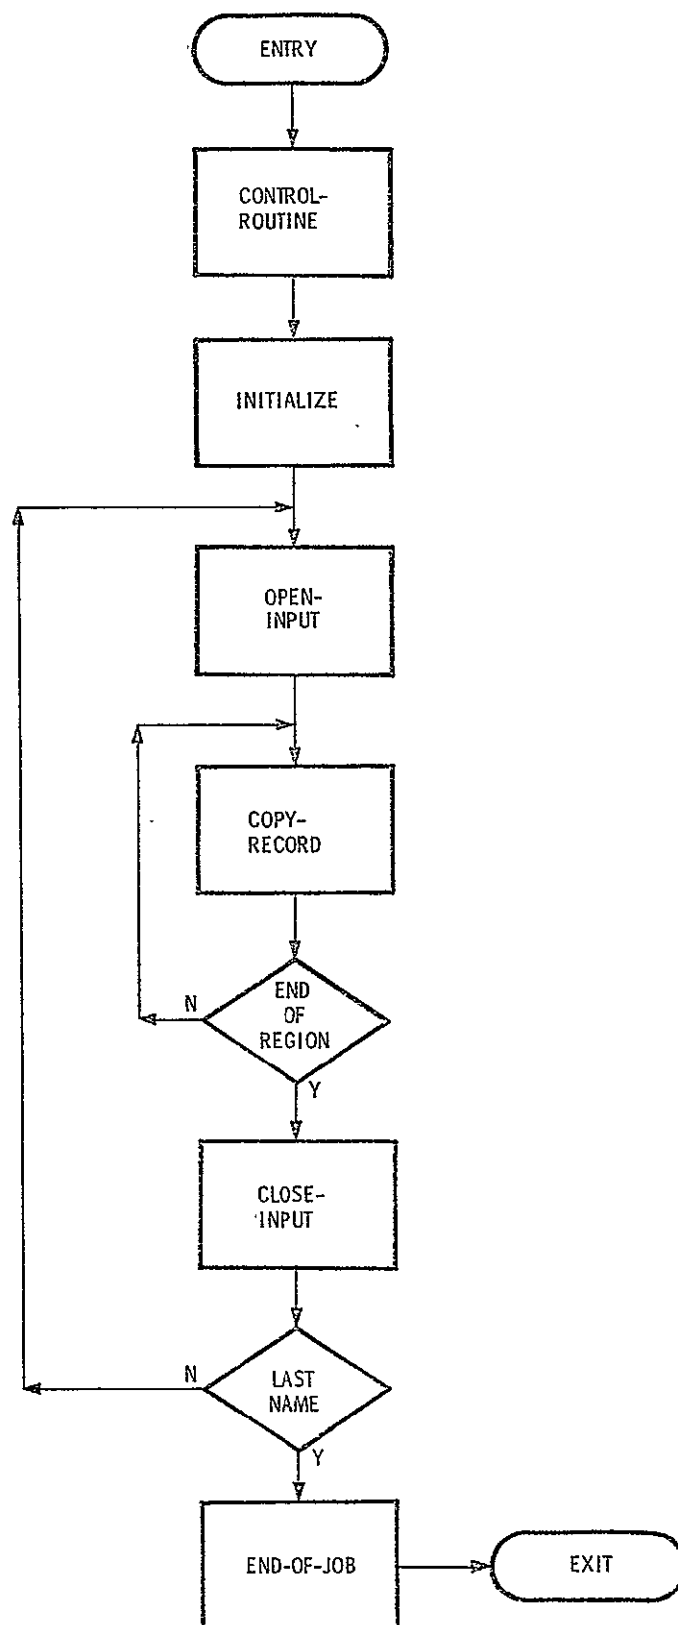 ENTRY
CONTROL-
ROUTINE
INITIALIZE
OPEN-
INPUT
COPY-
RECORD
END
OF
REGION
N
Y
CLOSE-
INPUT
N
LAST
NAME
Y
END-OF-JOB
EXIT